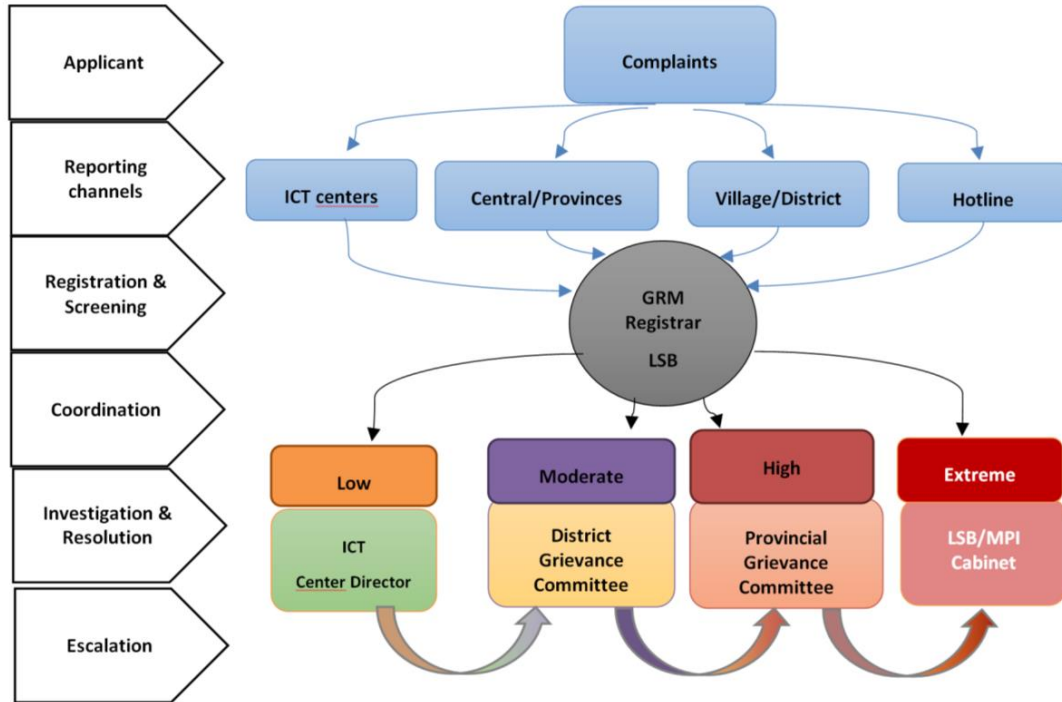 Applicant
Complaints
Reporting
channels
ICT centers
Central/Provinces
Village/District
Hotline
Registration &
Screening
GRM
Registrar
LSB
Coordination
Low
Moderate
High
Extreme
Investigation &
Resolution
ICT
Center Director
District
Grievance
Committee
Provincial
Grievance
Committee
LSB/MPI
Cabinet
Escalation